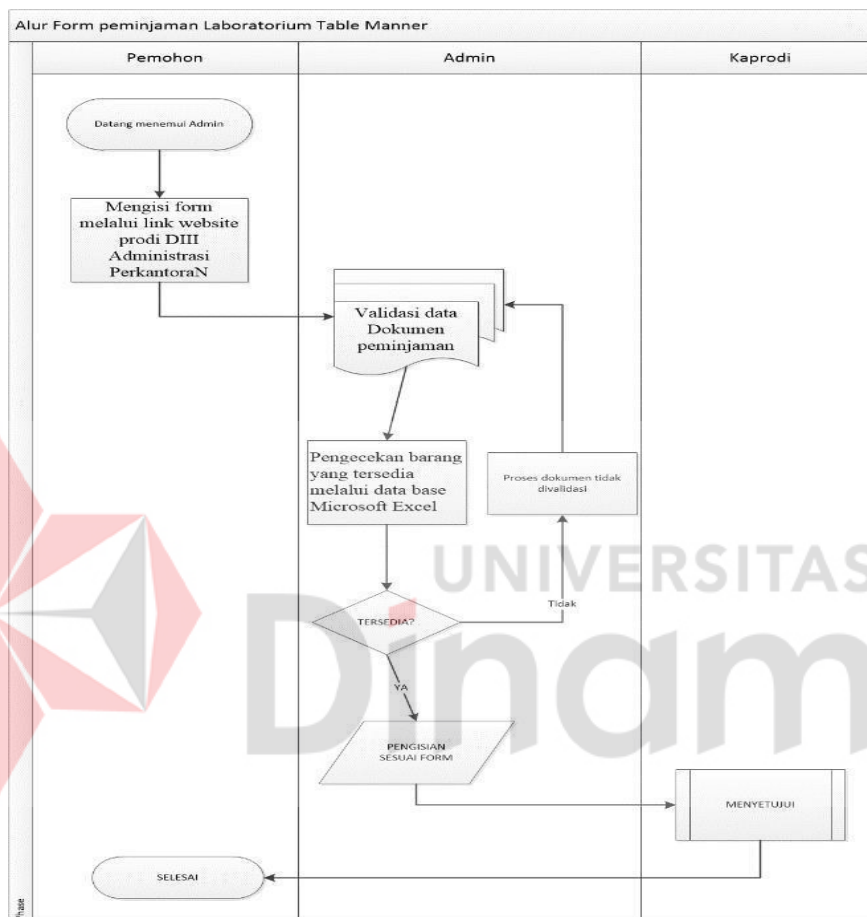 Alur Form peminjaman Laboratorium Table Manner
Pemohon
Admin
Kaprodi
Datang menemui Admin
Mengisi form
melalui link website
prodi DIII
Administrasi
PerkantoraN
Validasi data
Dokumen
peminjaman
Pengecekan barang
yang tersedia
melalui data base
Microsoft Excel
Proses dokumen tidak
divalidasi
UNIVERSITAS
Dinam
TERSEDIA?
Tidak
YA
PENGISIAN
SESUAI FORM
MENYETUJUI
SELESAI
Phase